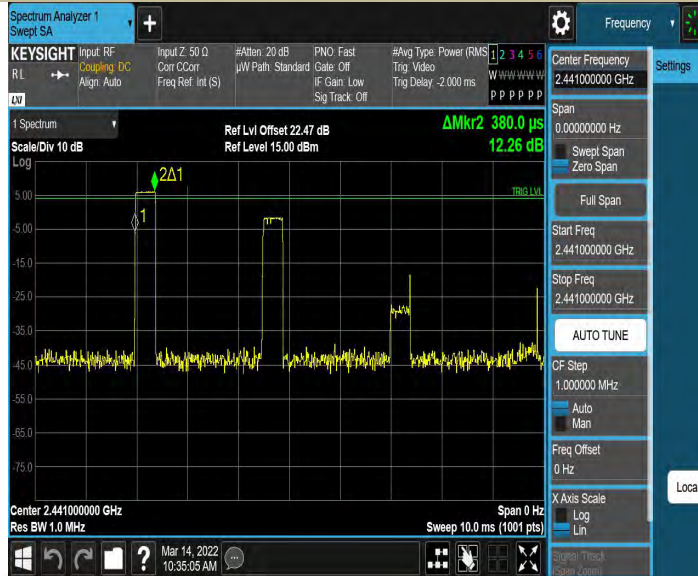 Spectrum Analyzer 1
Swept SA
Frequency
KEYSIGHT
RL
LXI
Input: RF
Coupling: DC
Align: Auto
Input Z: 50 Ω
Corr CCorr
Freq Ref: Int (S)
#Atten: 20 dB
µW Path: Standard
PNO: Fast
Gate: Off
IF Gain: Low
Sig Track: Off
#Avg Type: Power (RMS
Trig: Video
Trig Delay: -2.000 ms
1 2 3 4 5 6
W W W W W W
P P P P P P
1 Spectrum
Scale/Div 10 dB
Log
Ref Lvl Offset 22.47 dB
Ref Level 15.00 dBm
ΔMkr2 380.0 µs
12.26 dB
2Δ1
1
TRIG LVL
5.00
-5.00
-15.0
-25.0
-35.0
-45.0
-55.0
-65.0
-75.0
Center 2.441000000 GHz
Res BW 1.0 MHz
Span 0 Hz
Sweep 10.0 ms (1001 pts)
?
Mar 14, 2022
10:35:05 AM
Center Frequency
2.441000000 GHz
Span
0.00000000 Hz
Swept Span
Zero Span
Full Span
Start Freq
2.441000000 GHz
Stop Freq
2.441000000 GHz
AUTO TUNE
CF Step
1.000000 MHz
Auto
Man
Freq Offset
0 Hz
X Axis Scale
Log
Lin
Signal Track
(Span Zoom)
Settings
Loca